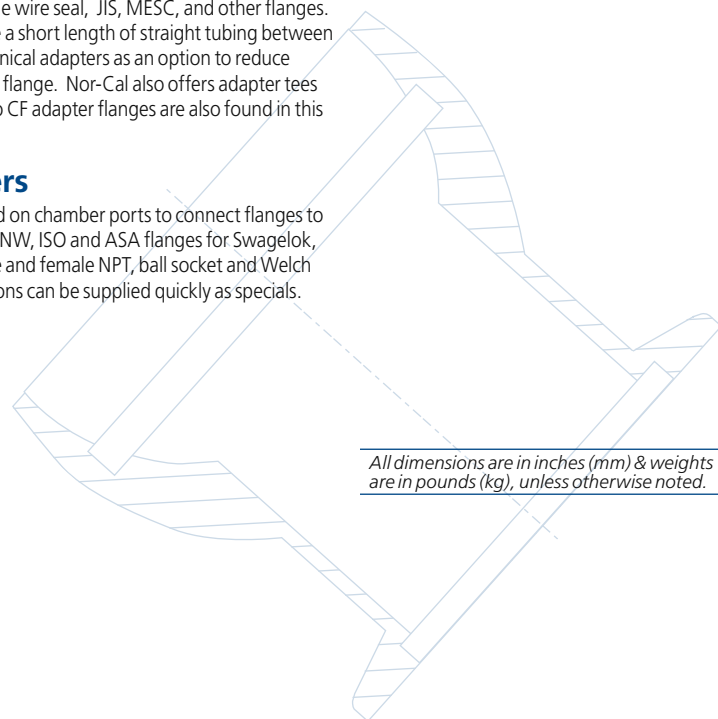 e wire seal, JIS, MESC, and other flanges.
e a short length of straight tubing between
nical adapters as an option to reduce
flange. Nor-Cal also offers adapter tees
o CF adapter flanges are also found in this
ers
d on chamber ports to connect flanges to
NW, ISO and ASA flanges for Swagelok,
e and female NPT, ball socket and Welch
ons can be supplied quickly as specials.
All dimensions are in inches (mm) & weights
are in pounds (kg), unless otherwise noted.